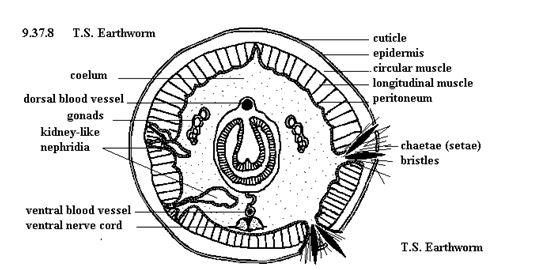 9.37.8 T.S. Earthworm
cuticle
epidermis
circular muscle
longitudinal muscle
peritoneum
coelum
dorsal blood vessel
gonads
kidney-like
nephridia
chaetae (setae)
bristles
ventral blood vessel
ventral nerve cord
T.S. Earthworm